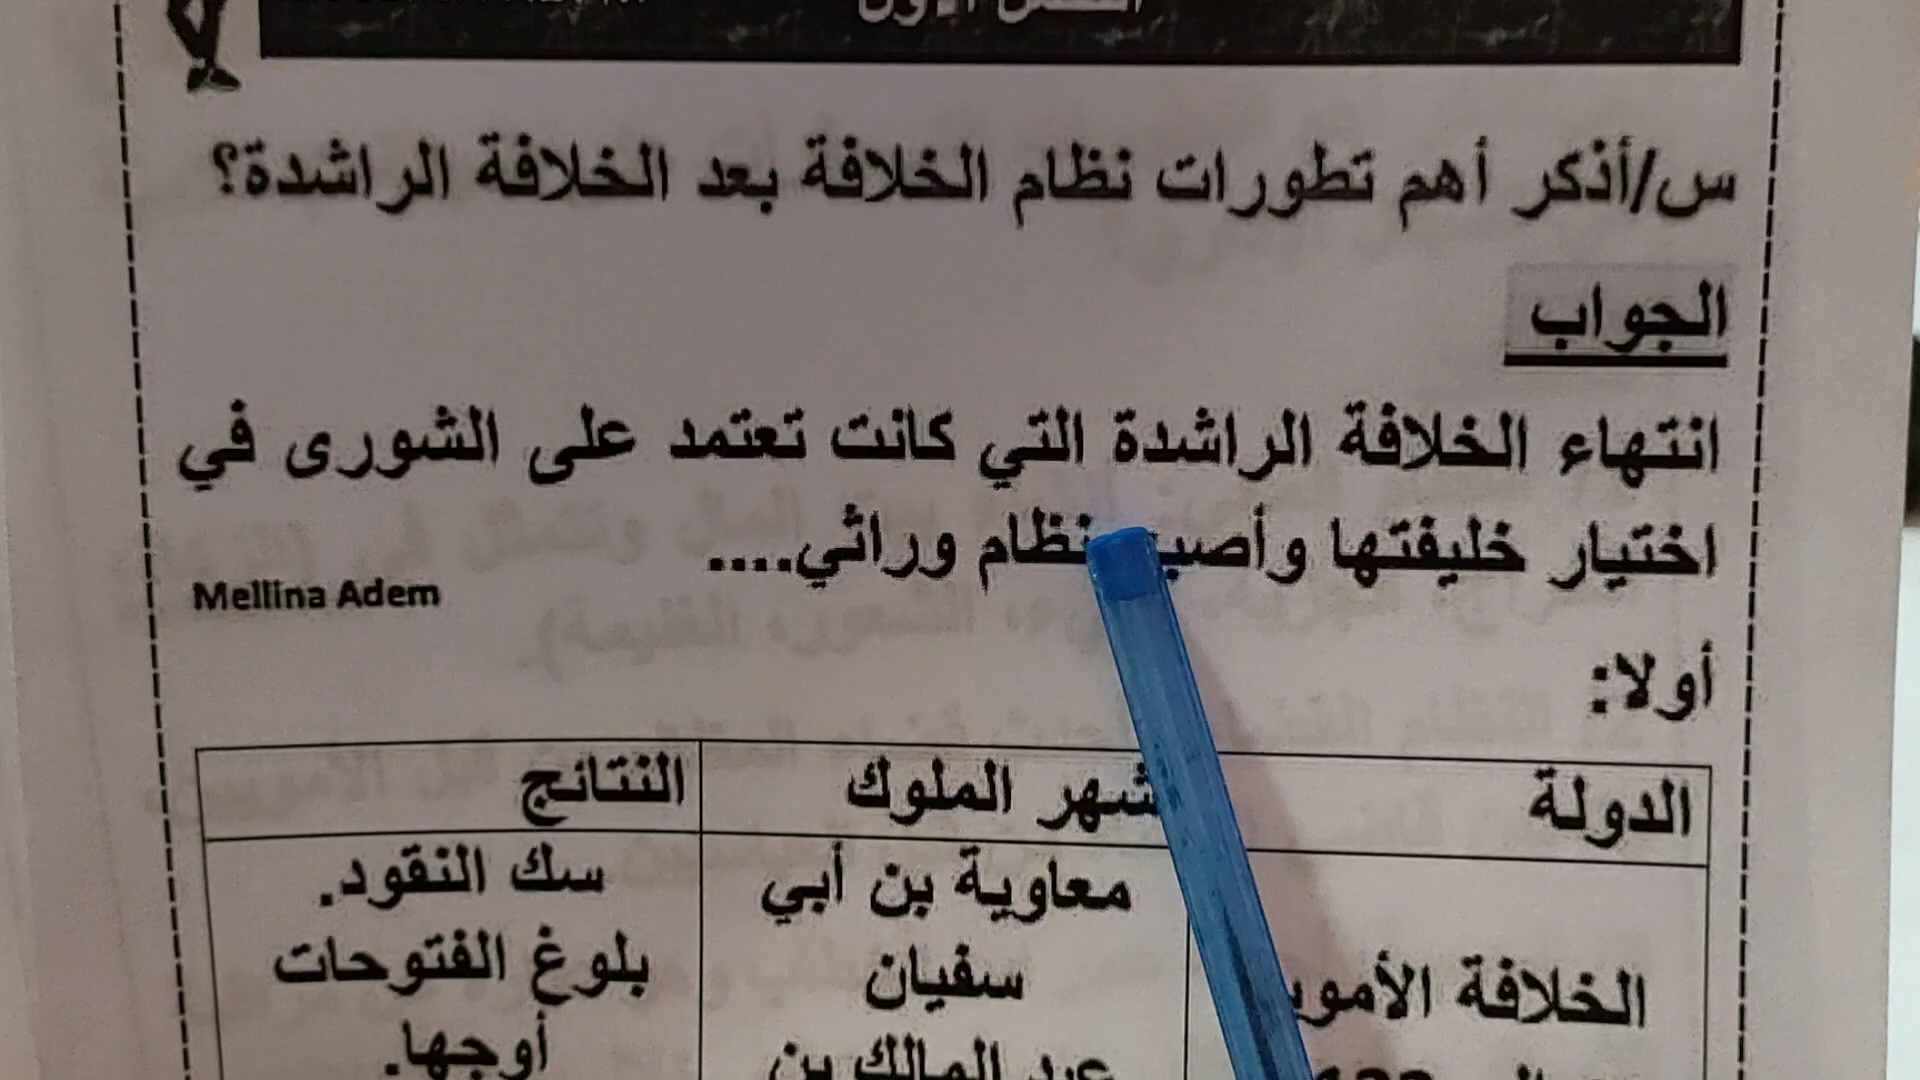 س/أذكر أهم تطورات نظام الخلافة بعد الخلافة الراشدة؟
الجواب
انتهاء الخلافة الراشدة التي كانت تعتمد على الشورى في
اختيار خليفتها نظام وراثي....
Mellina Adem
أولا:
الدولة
شهر الملوك
النتائج
الخلافة
معاوية بن أبي
سفيان
سك النقود.
بلوغ الفتوحات
أوجها.